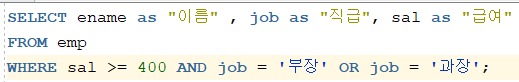 SELECT ename as "이름" , job as "직급", sal as "급여"
FROM emp
WHERE sal >= 400 AND job = '부장' OR job = '과장';